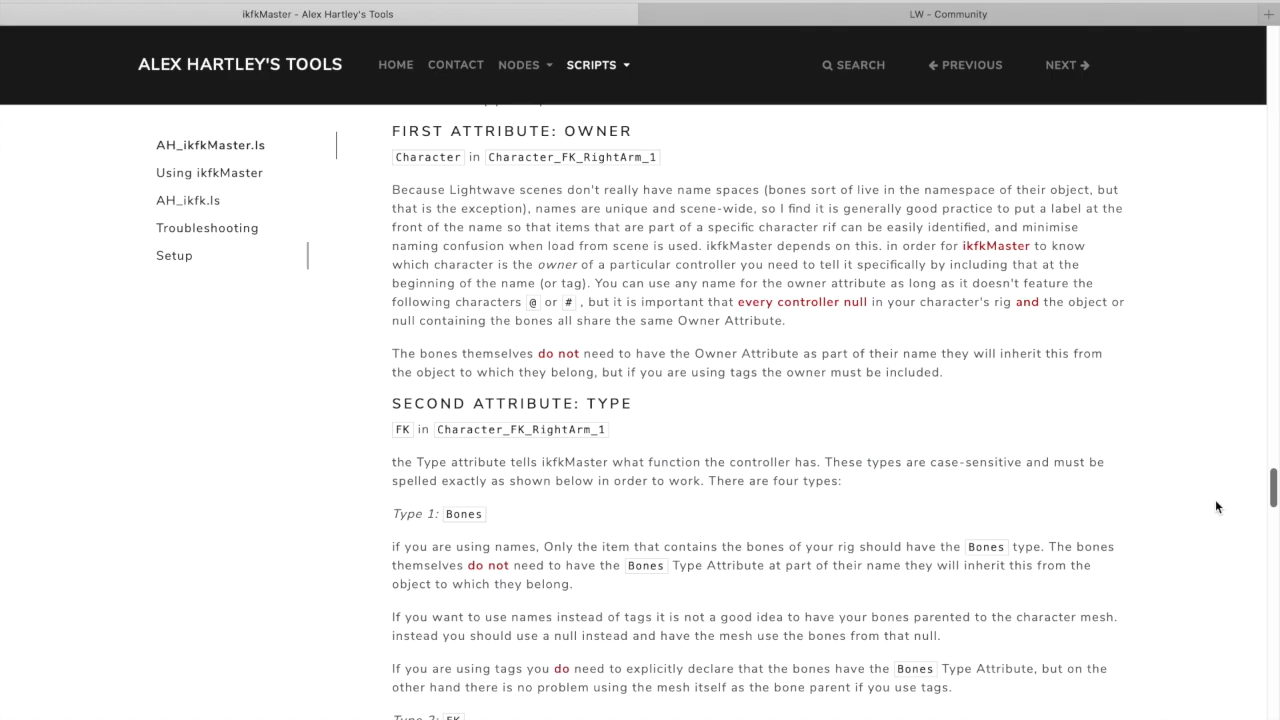 ikfkMaster - Alex Hartley's Tools
LW - Community
ALEX HARTLEY'S TOOLS HOME CONTACT NODES SCRIPTS SEARCH PREVIOUS NEXT
AH_ikfkMaster.ls
Using ikfkMaster
AH_ikfk.ls
Troubleshooting
Setup
FIRST ATTRIBUTE: OWNER
Character in Character_FK_RightArm_1
Because Lightwave scenes don't really have name spaces (bones sort of live in the namespace of their object, but
that is the exception), names are unique and scene-wide, so I find it is generally good practice to put a label at the
front of the name so that items that are part of a specific character rif can be easily identified, and minimise
naming confusion when load from scene is used. ikfkMaster depends on this. in order for ikfkMaster to know
which character is the owner of a particular controller you need to tell it specifically by including that at the
beginning of the name (or tag). You can use any name for the owner attribute as long as it doesn't feature the
following characters @ or # , but it is important that every controller null in your character's rig and the object or
null containing the bones all share the same Owner Attribute.
The bones themselves do not need to have the Owner Attribute as part of their name they will inherit this from
the object to which they belong, but if you are using tags the owner must be included.
SECOND ATTRIBUTE: TYPE
FK in Character_FK_RightArm_1
the Type attribute tells ikfkMaster what function the controller has. These types are case-sensitive and must be
spelled exactly as shown below in order to work. There are four types:
Type 1: Bones
if you are using names, Only the item that contains the bones of your rig should have the Bones type. The bones
themselves do not need to have the Bones Type Attribute at part of their name they will inherit this from the
object to which they belong.
If you want to use names instead of tags it is not a good idea to have your bones parented to the character mesh.
instead you should use a null instead and have the mesh use the bones from that null.
If you are using tags you do need to explicitly declare that the bones have the Bones Type Attribute, but on the
other hand there is no problem using the mesh itself as the bone parent if you use tags.
Type 2: FK